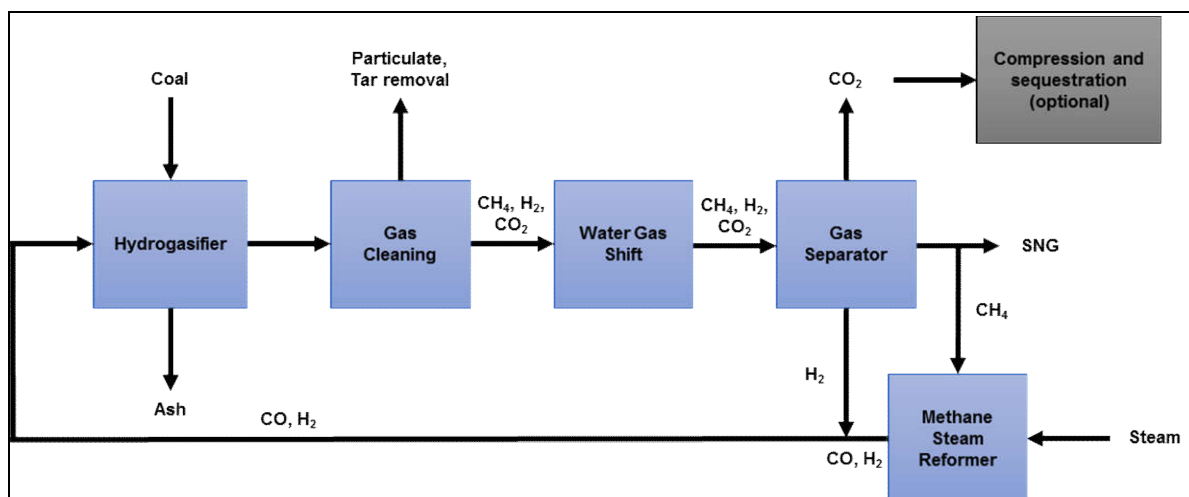 Coal
Particulate,
Tar removal
CO₂
Compression and
sequestration
(optional)
Hydrogasifier
Gas
Cleaning
CH₄, H₂,
CO₂
Water Gas
Shift
CH₄, H₂,
CO₂
Gas
Separator
SNG
CH₄
H₂
Ash
CO, H₂
CO, H₂
Methane
Steam
Reformer
Steam